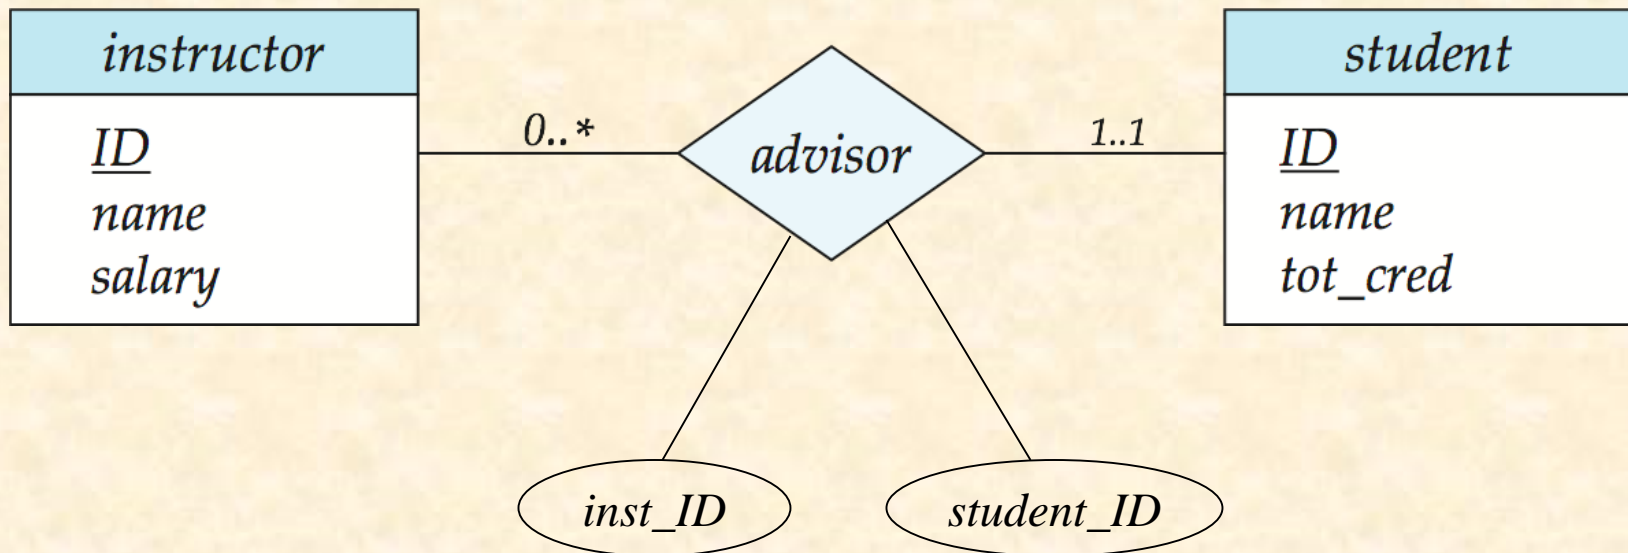 instructor
ID
name
salary
0..*
advisor
1..1
student
ID
name
tot_cred
inst_ID
student_ID